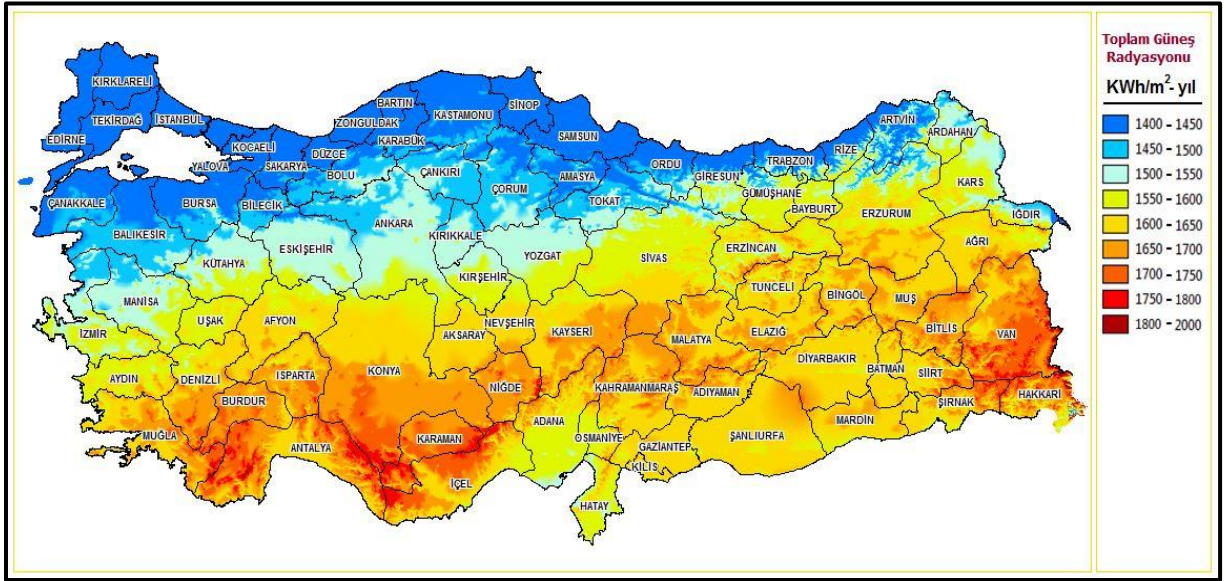 KIRKLARELİ
TEKİRDAĞ
İSTANBUL
EDİRNE
KOCAELİ
YALOVA
SAKARYA
DÜZCE
BOLU
ZONGULDAK
BARTIN
KARABÜK
KASTAMONU
SİNOP
SAMSUN
ÇANKIRI
ÇORUM
AMASYA
TOKAT
ORDU
GİRESUN
TRABZON
RİZE
ARTVİN
ARDAHAN
KARS
IĞDIR
GÜMÜŞHANE
BAYBURT
ERZURUM
AĞRI
ÇANAKKALE
BURSA
BİLECİK
BALIKESİR
KÜTAHYA
ESKİŞEHİR
ANKARA
KIRIKKALE
KIRŞEHİR
YOZGAT
SİVAS
ERZİNCAN
TUNCELİ
BİNGÖL
MUŞ
BİTLİS
VAN
MANİSA
İZMİR
UŞAK
AFYON
AKSARAY
NEVŞEHİR
KAYSERİ
MALATYA
ELAZIĞ
DİYARBAKIR
BATMAN
SİİRT
ŞIRNAK
HAKKARİ
AYDIN
DENİZLİ
ISPARTA
BURDUR
KONYA
NİĞDE
KAHRAMANMARAŞ
ADIYAMAN
MARDİN
ŞANLIURFA
MUĞLA
ANTALYA
KARAMAN
İÇEL
ADANA
OSMANİYE
GAZİANTEP
KİLİS
HATAY
Toplam Güneş
Radyasyonu
KWh/m²- yıl
1400 - 1450
1450 - 1500
1500 - 1550
1550 - 1600
1600 - 1650
1650 - 1700
1700 - 1750
1750 - 1800
1800 - 2000